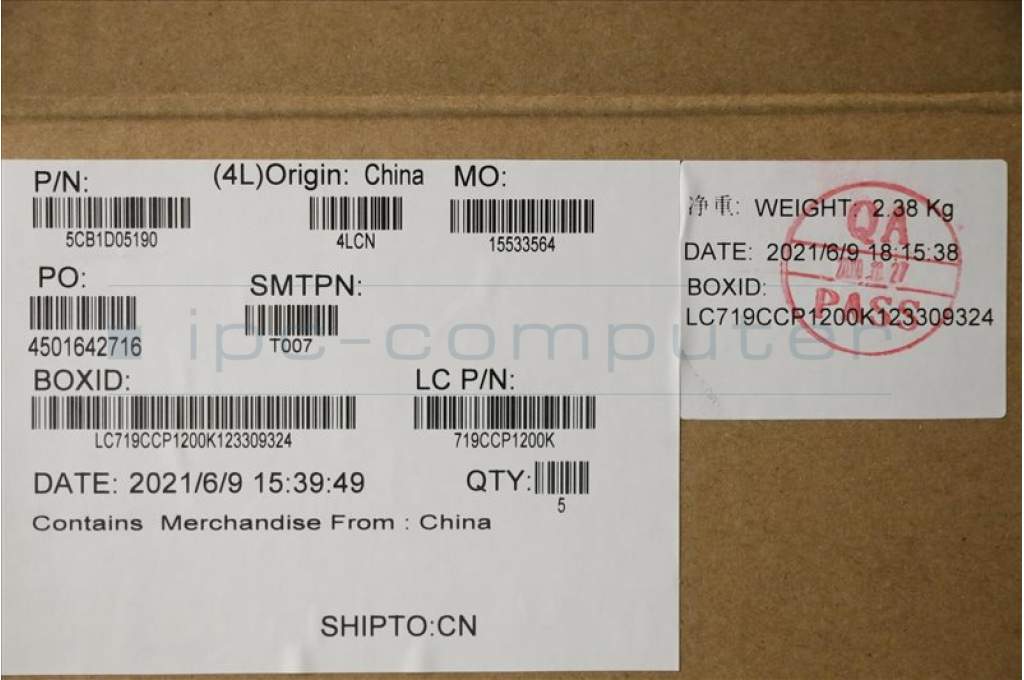 P/N:
(4L)Origin: China
MO:
5CB1D05190
4LCN
15533564
PO:
SMTPN:
4501642716
T007
BOXID:
LC P/N:
LC719CCP1200K123309324
719CCP1200K
DATE: 2021/6/9 15:39:49
QTY:
5
Contains Merchandise From : China
SHIPTO:CN
净重: WEIGHT: 2.38 Kg
DATE: 2021/6/9 18:15:38
BOXID:
LC719CCP1200K123309324
QA
PASS
ipc-computer